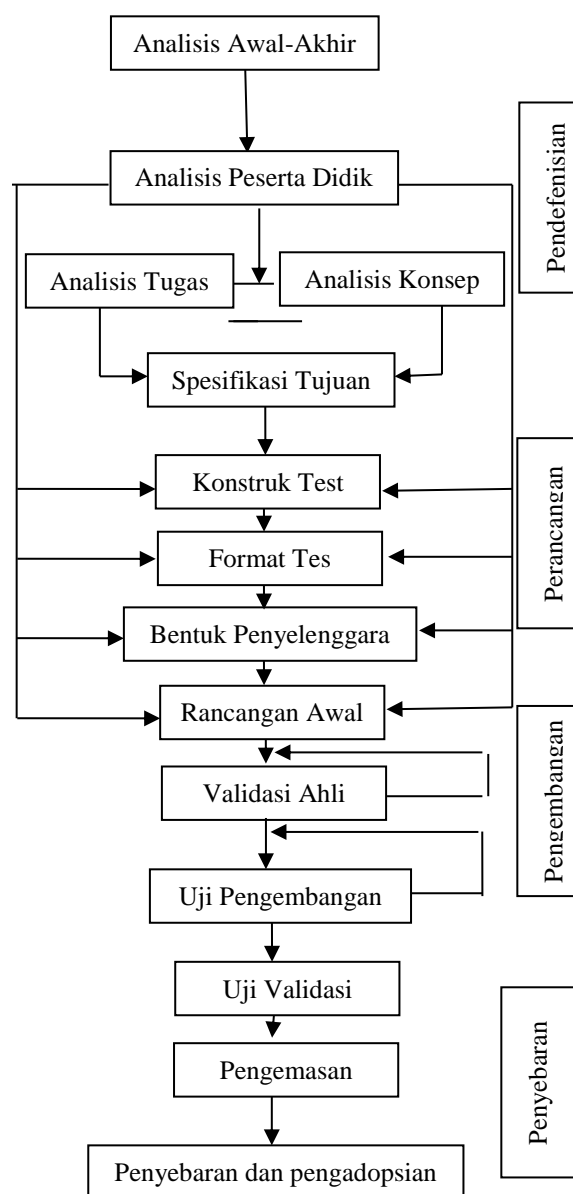 Analisis Awal-Akhir
Pendefenisian
Analisis Peserta Didik
Analisis Tugas
Analisis Konsep
Spesifikasi Tujuan
Perancangan
Konstruk Test
Format Tes
Bentuk Penyelenggara
Rancangan Awal
Pengembangan
Validasi Ahli
Uji Pengembangan
Uji Validasi
Penyebaran
Pengemasan
Penyebaran dan pengadopsian